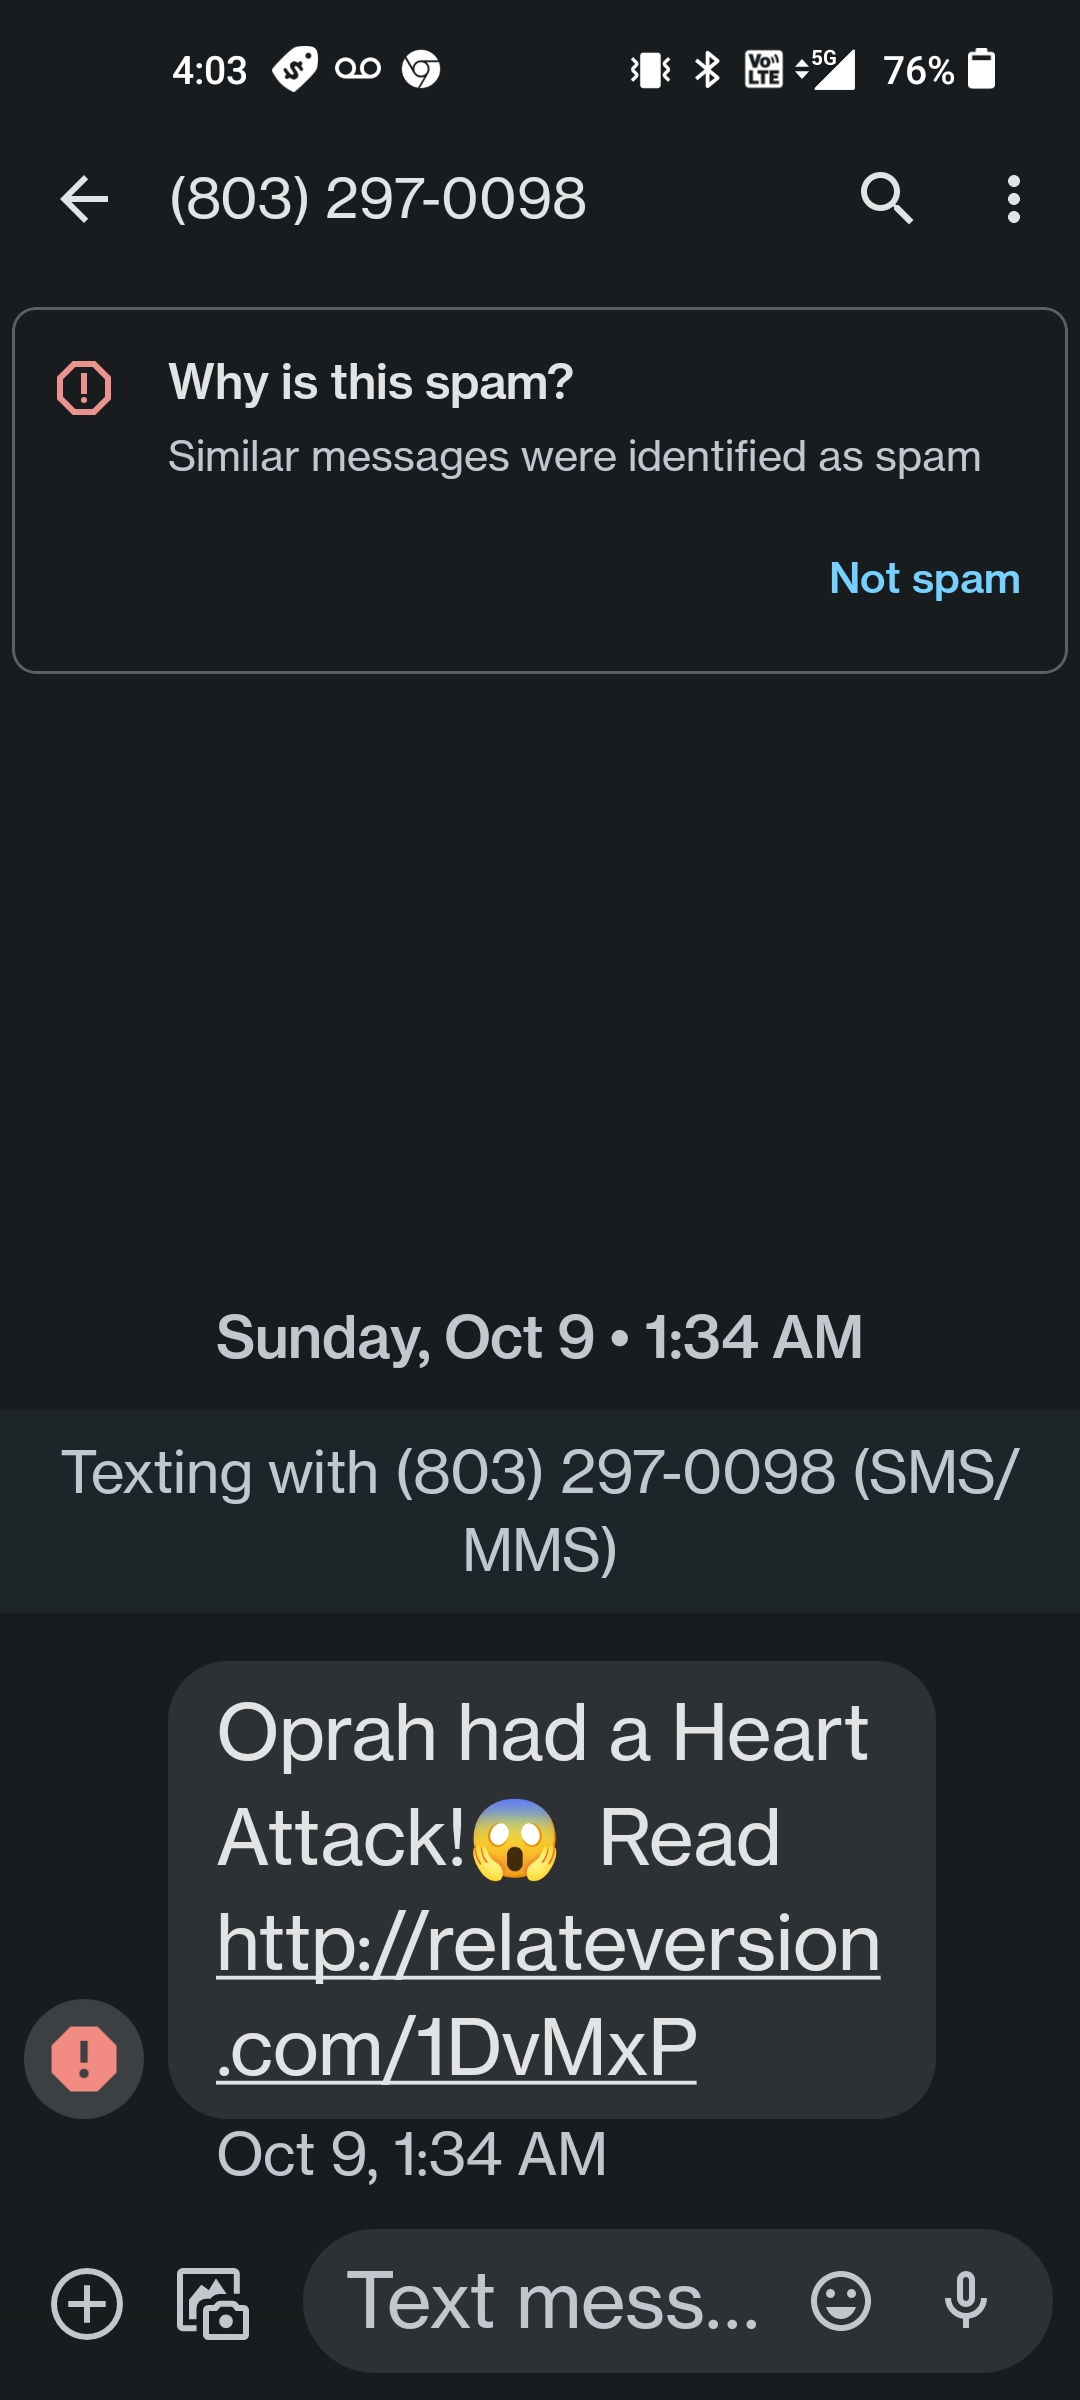 4:03 5G 76%
(803) 297-0098
Why is this spam?
Similar messages were identified as spam
Not spam
Sunday, Oct 9 • 1:34 AM
Texting with (803) 297-0098 (SMS/
MMS)
Oprah had a Heart
Attack!😱 Read
http://relateversion
.com/1DvMxP
Oct 9, 1:34 AM
Text mess...